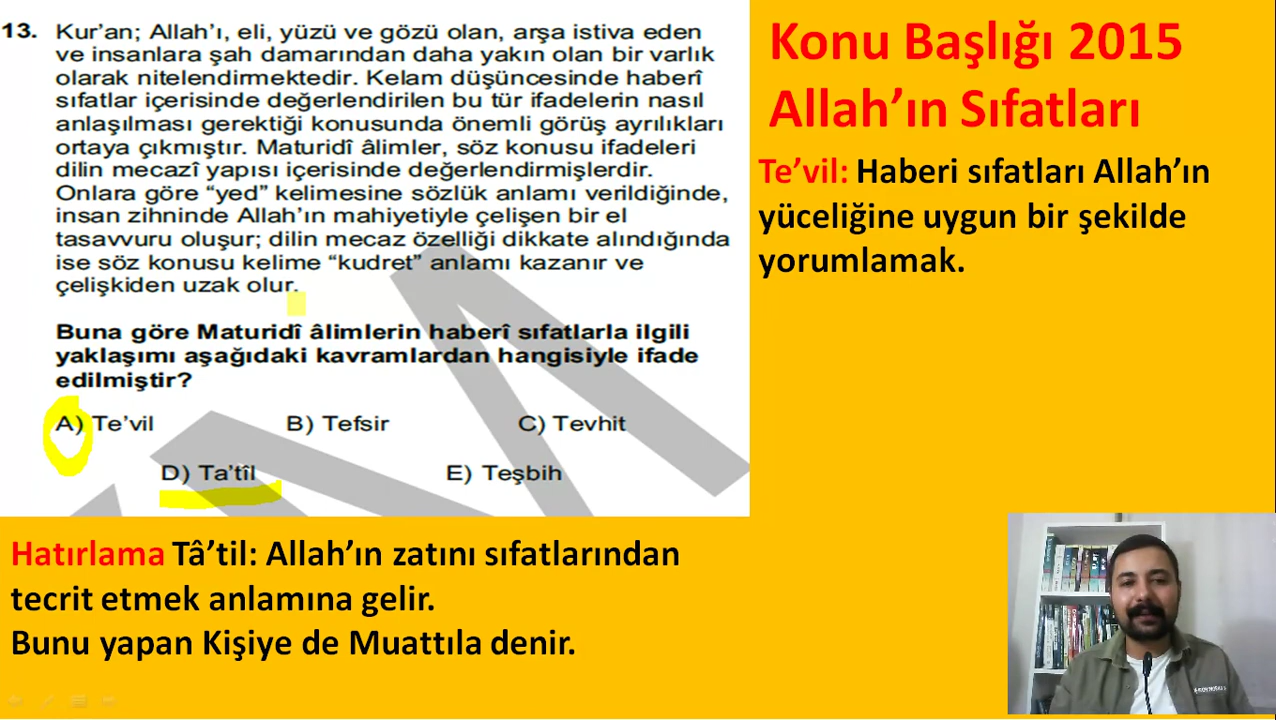 13. Kur’an; Allah’ı, eli, yüzü ve gözü olan, arşa istiva eden
ve insanlara şah damarından daha yakın olan bir varlık
olarak nitelendirmektedir. Kelam düşüncesinde haberî
sıfatlar içerisinde değerlendirilen bu tür ifadelerin nasıl
anlaşılması gerektiği konusunda önemli görüş ayrılıkları
ortaya çıkmıştır. Maturidî âlimler, söz konusu ifadeleri
dilin mecazî yapısı içerisinde değerlendirmişlerdir.
Onlara göre “yed” kelimesine sözlük anlamı verildiğinde,
insan zihninde Allah’ın mahiyetiyle çelişen bir el
tasavvuru oluşur; dilin mecaz özelliği dikkate alındığında
ise söz konusu kelime “kudret” anlamı kazanır ve
çelişkiden uzak olur.
Buna göre Maturidî âlimlerin haberî sıfatlarla ilgili
yaklaşımı aşağıdaki kavramlardan hangisiyle ifade
edilmiştir?
A) Te’vil B) Tefsir C) Tevhit
D) Ta’tîl E) Teşbih
Konu Başlığı 2015
Allah’ın Sıfatları
Te’vil: Haberi sıfatları Allah’ın
yüceliğine uygun bir şekilde
yorumlamak.
Hatırlama Tâ’til: Allah’ın zatını sıfatlarından
tecrit etmek anlamına gelir.
Bunu yapan Kişiye de Muattıla denir.